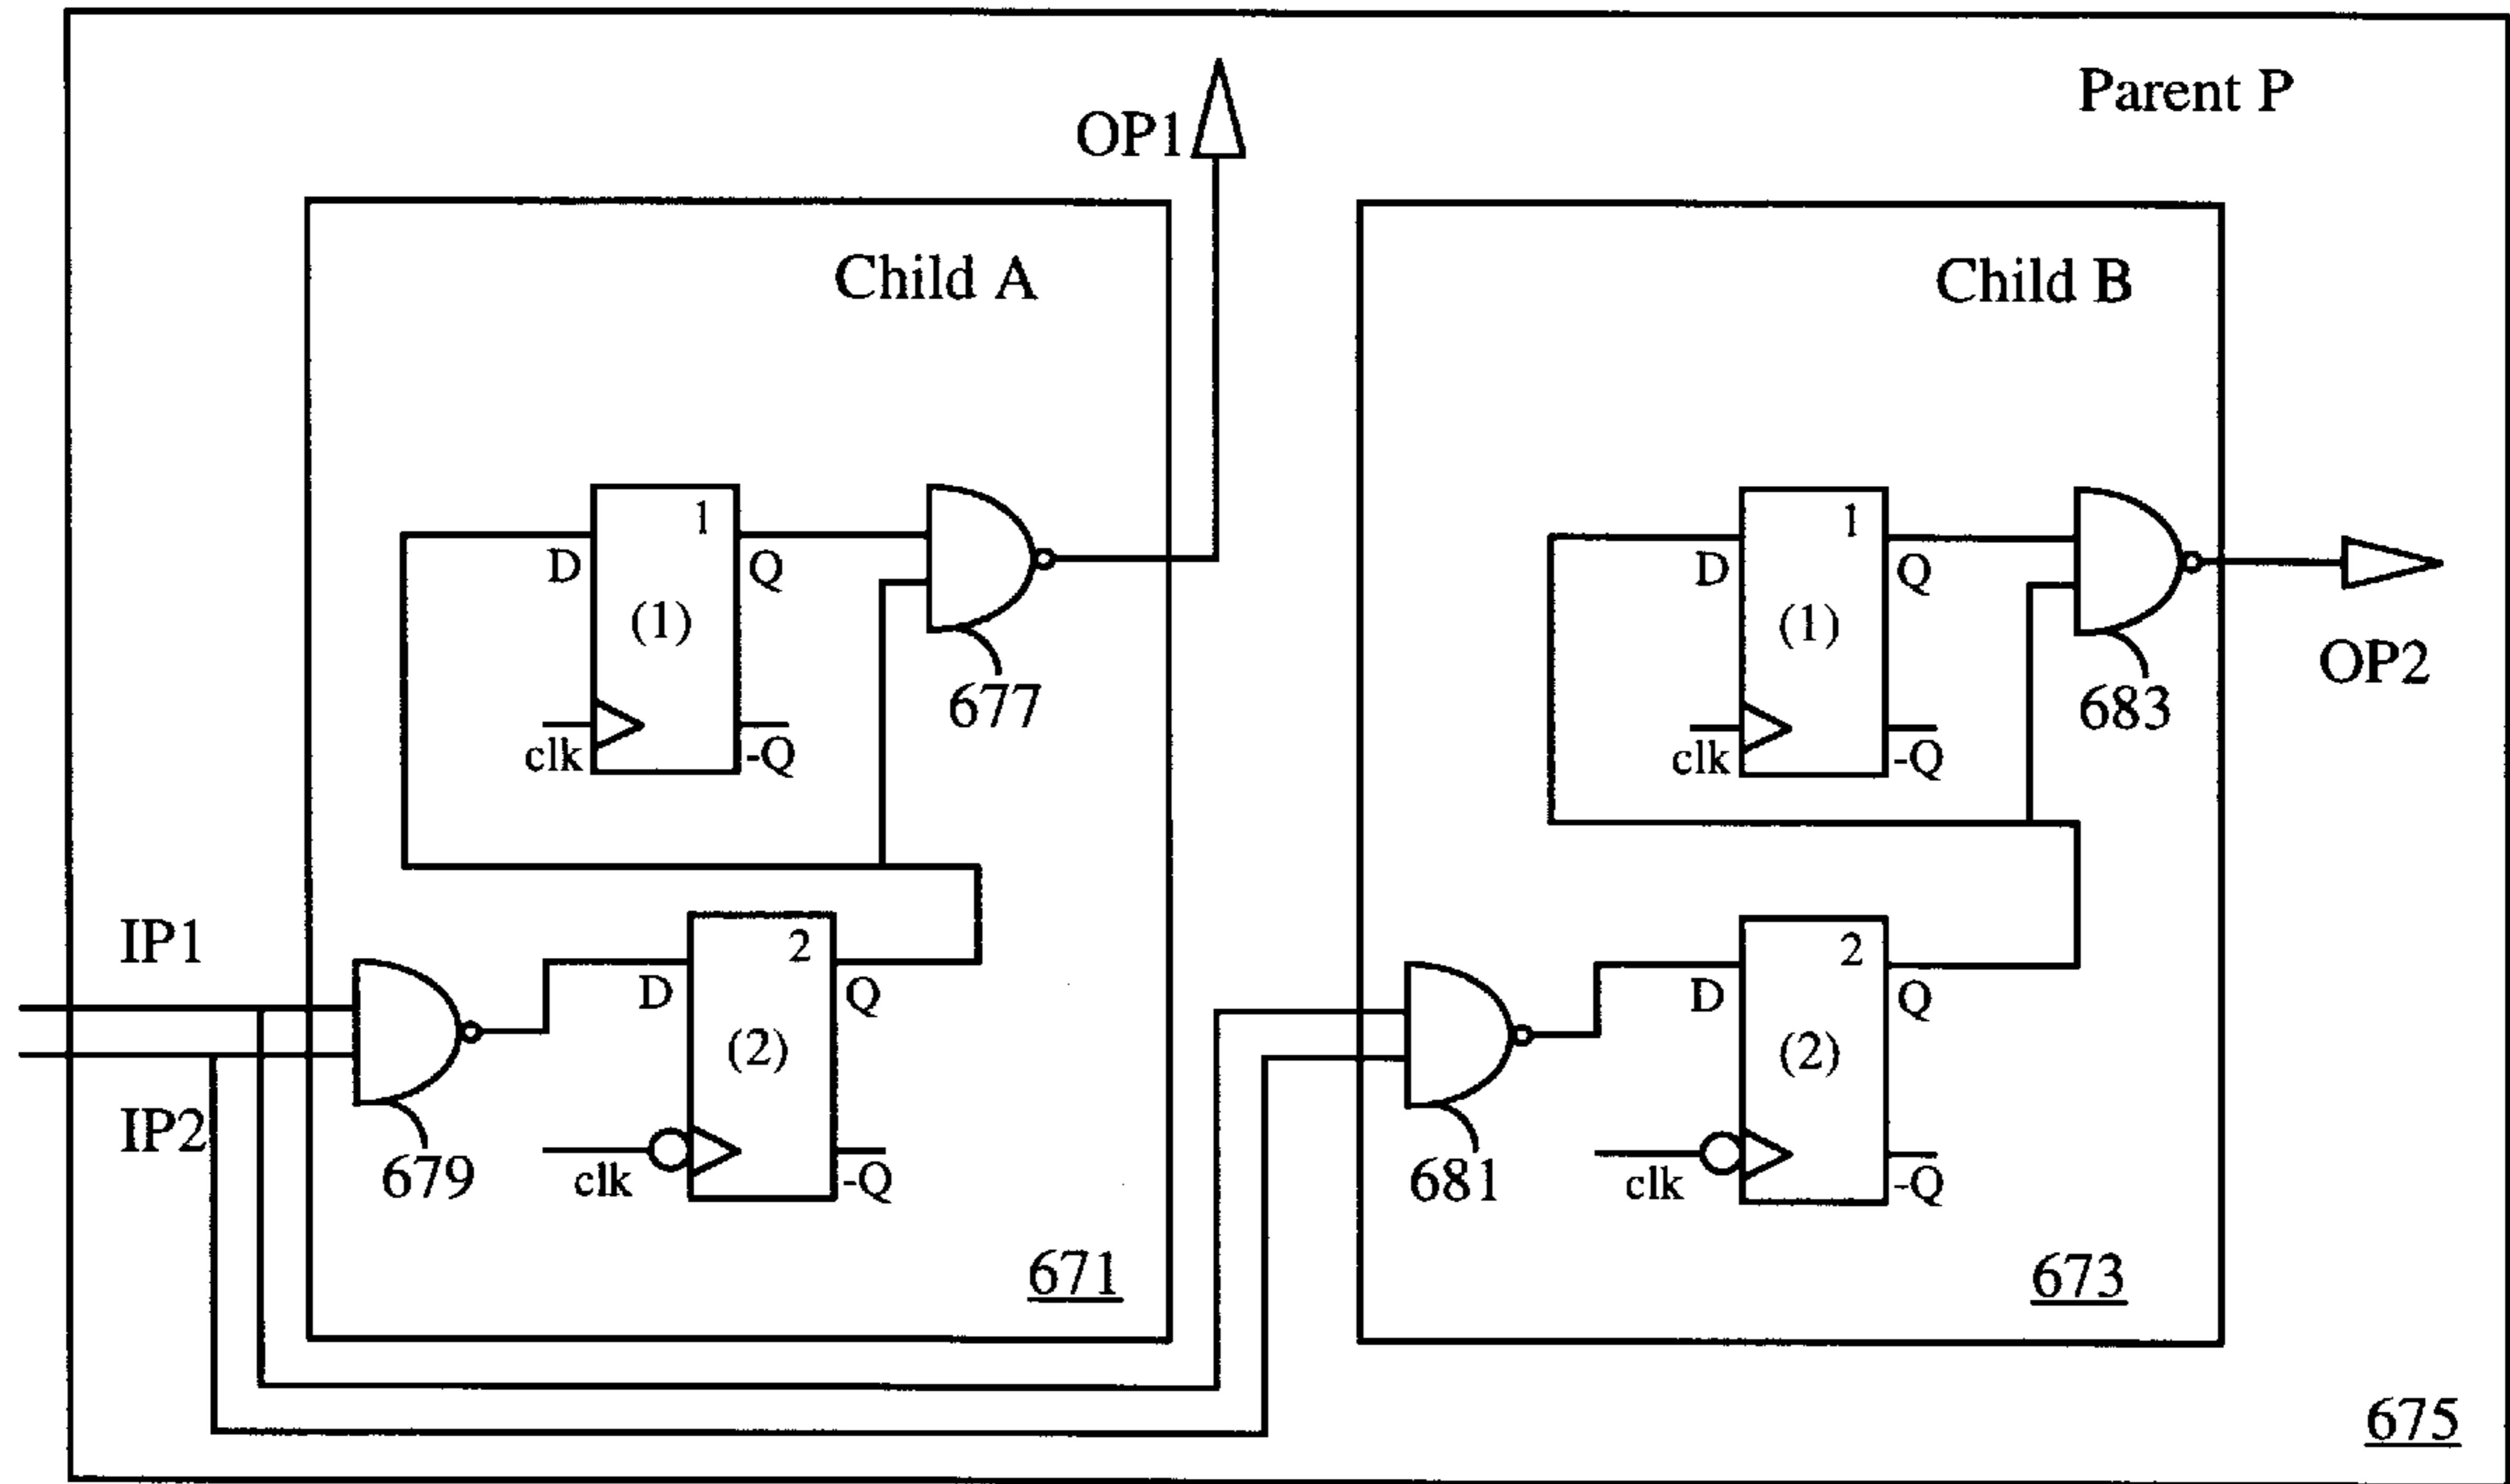 Parent P
OP1
Child A
Child B
1
D
Q
(1)
677
clk
-Q
1
D
Q
(1)
683
OP2
clk
-Q
IP1
2
D
Q
(2)
IP2
679
clk
-Q
671
2
D
Q
(2)
681
clk
-Q
673
675